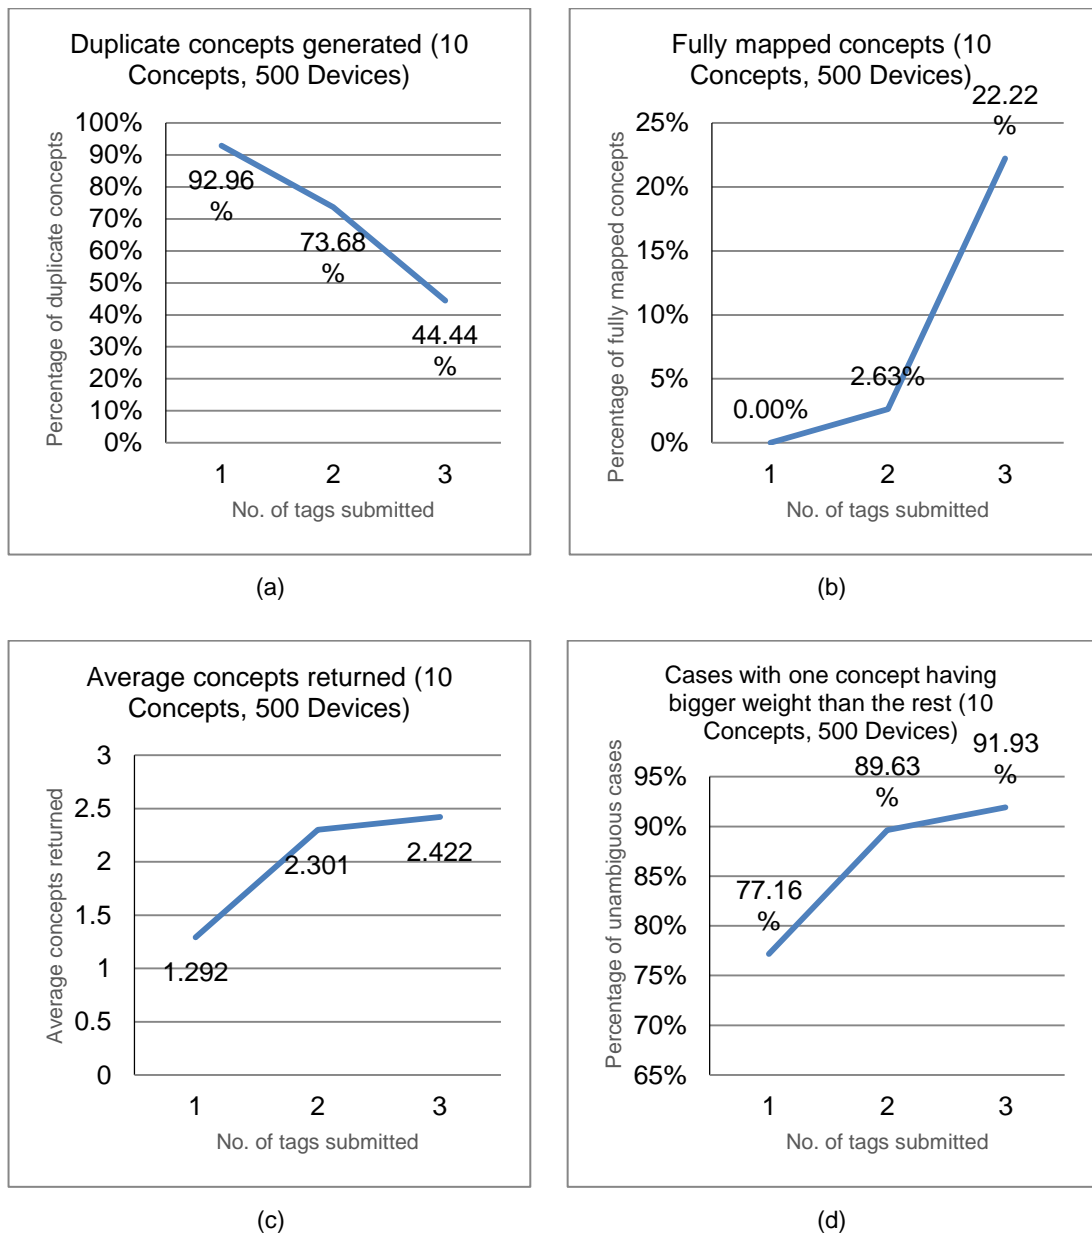 Duplicate concepts generated (10
Concepts, 500 Devices)
Percentage of duplicate concepts
100%
90%
80%
70%
60%
50%
40%
30%
20%
10%
0%
92.96
%
73.68
%
44.44
%
1
2
3
No. of tags submitted
(a)
Fully mapped concepts (10
Concepts, 500 Devices)
Percentage of fully mapped concepts
25%
20%
15%
10%
5%
0%
0.00%
2.63%
22.22
%
1
2
3
No. of tags submitted
(b)
Average concepts returned (10
Concepts, 500 Devices)
Average concepts returned
3
2.5
2
1.5
1
0.5
0
1.292
2.301
2.422
1
2
3
No. of tags submitted
(c)
Cases with one concept having
bigger weight than the rest (10
Concepts, 500 Devices)
Percentage of unambiguous cases
95%
90%
85%
80%
75%
70%
65%
77.16
%
89.63
%
91.93
%
1
2
3
No. of tags submitted
(d)